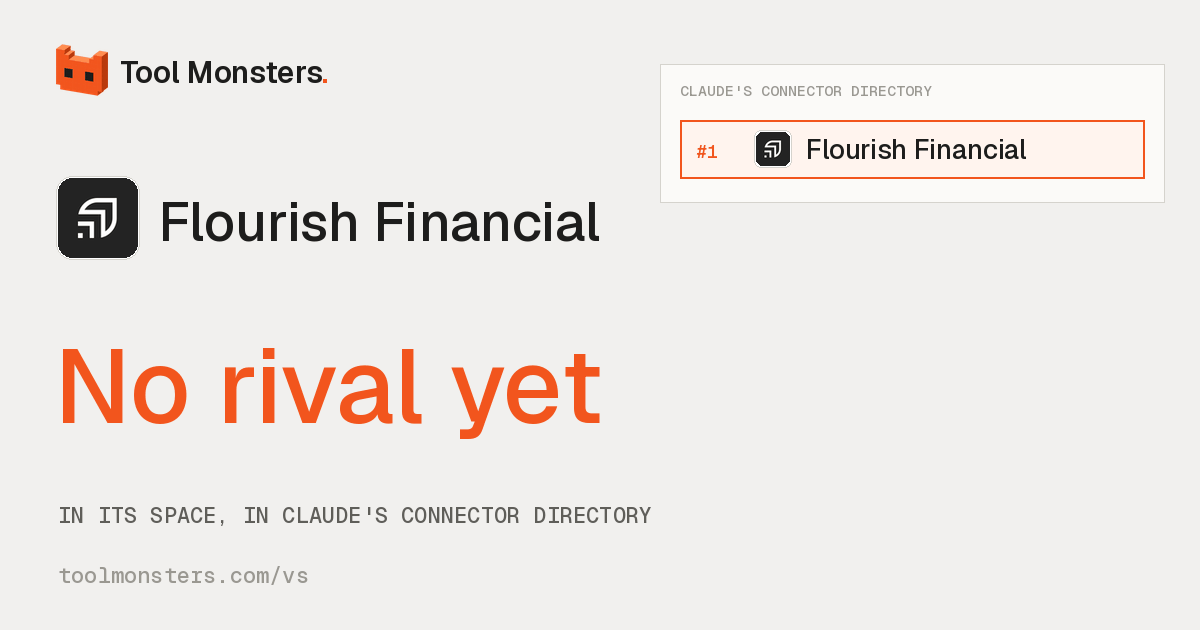 Tool Monsters.
Flourish Financial
No rival yet
IN ITS SPACE, IN CLAUDE'S CONNECTOR DIRECTORY
toolmonsters.com/vs
CLAUDE'S CONNECTOR DIRECTORY
#1 Flourish Financial